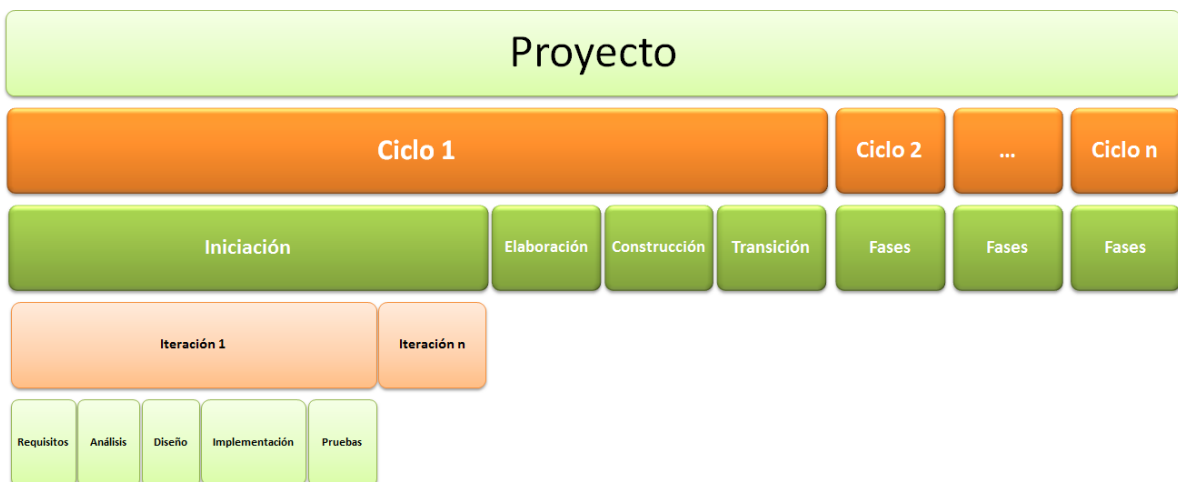 Proyecto
Ciclo 1
Ciclo 2
...
Ciclo n
Iniciación
Elaboración
Construcción
Transición
Fases
Fases
Fases
Iteración 1
Iteración n
Requisitos
Análisis
Diseño
Implementación
Pruebas